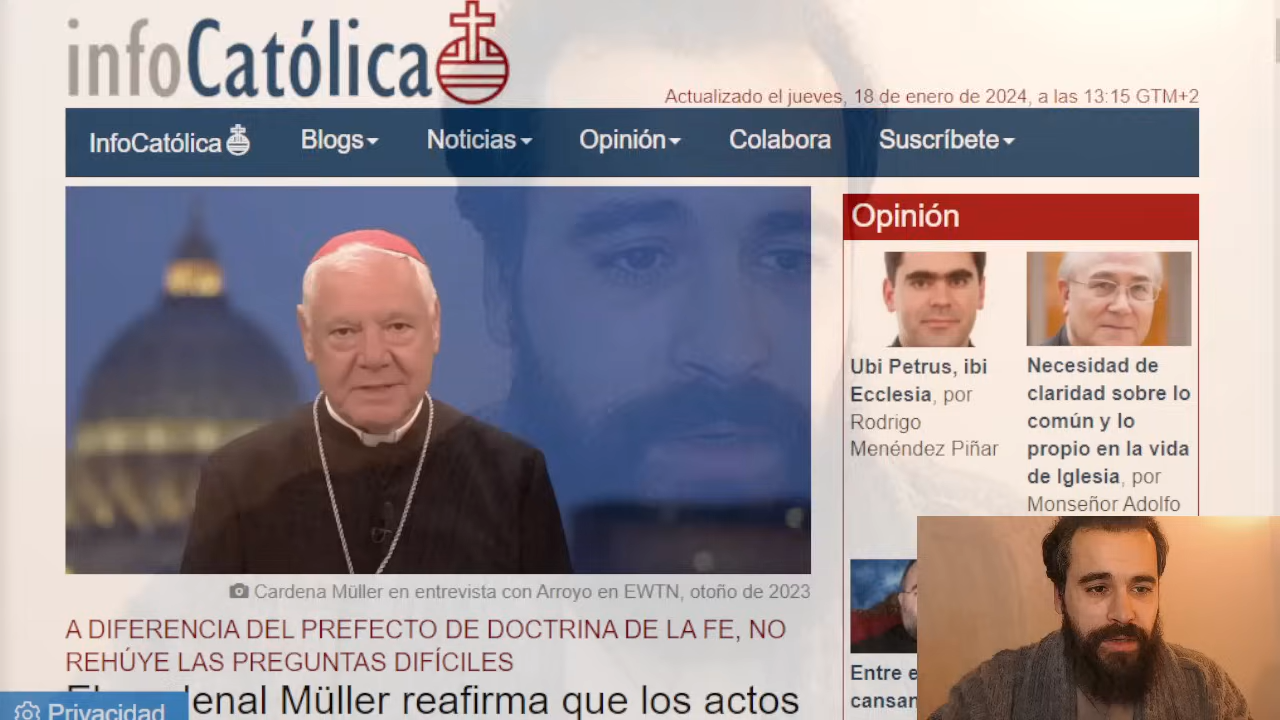 infoCatólica
Actualizado el jueves, 18 de enero de 2024, a las 13:15 GTM+2
InfoCatólica Blogs Noticias Opinión Colabora Suscríbete
Cardena Müller en entrevista con Arroyo en EWTN, otoño de 2023
A DIFERENCIA DEL PREFECTO DE DOCTRINA DE LA FE, NO
REHÚYE LAS PREGUNTAS DIFÍCILES
El cardenal Müller reafirma que los actos
Privacidad
Opinión
Ubi Petrus, ibi
Ecclesia, por
Rodrigo
Menéndez Piñar
Necesidad de
claridad sobre lo
común y lo
propio en la vida
de Iglesia, por
Monseñor Adolfo
Entre